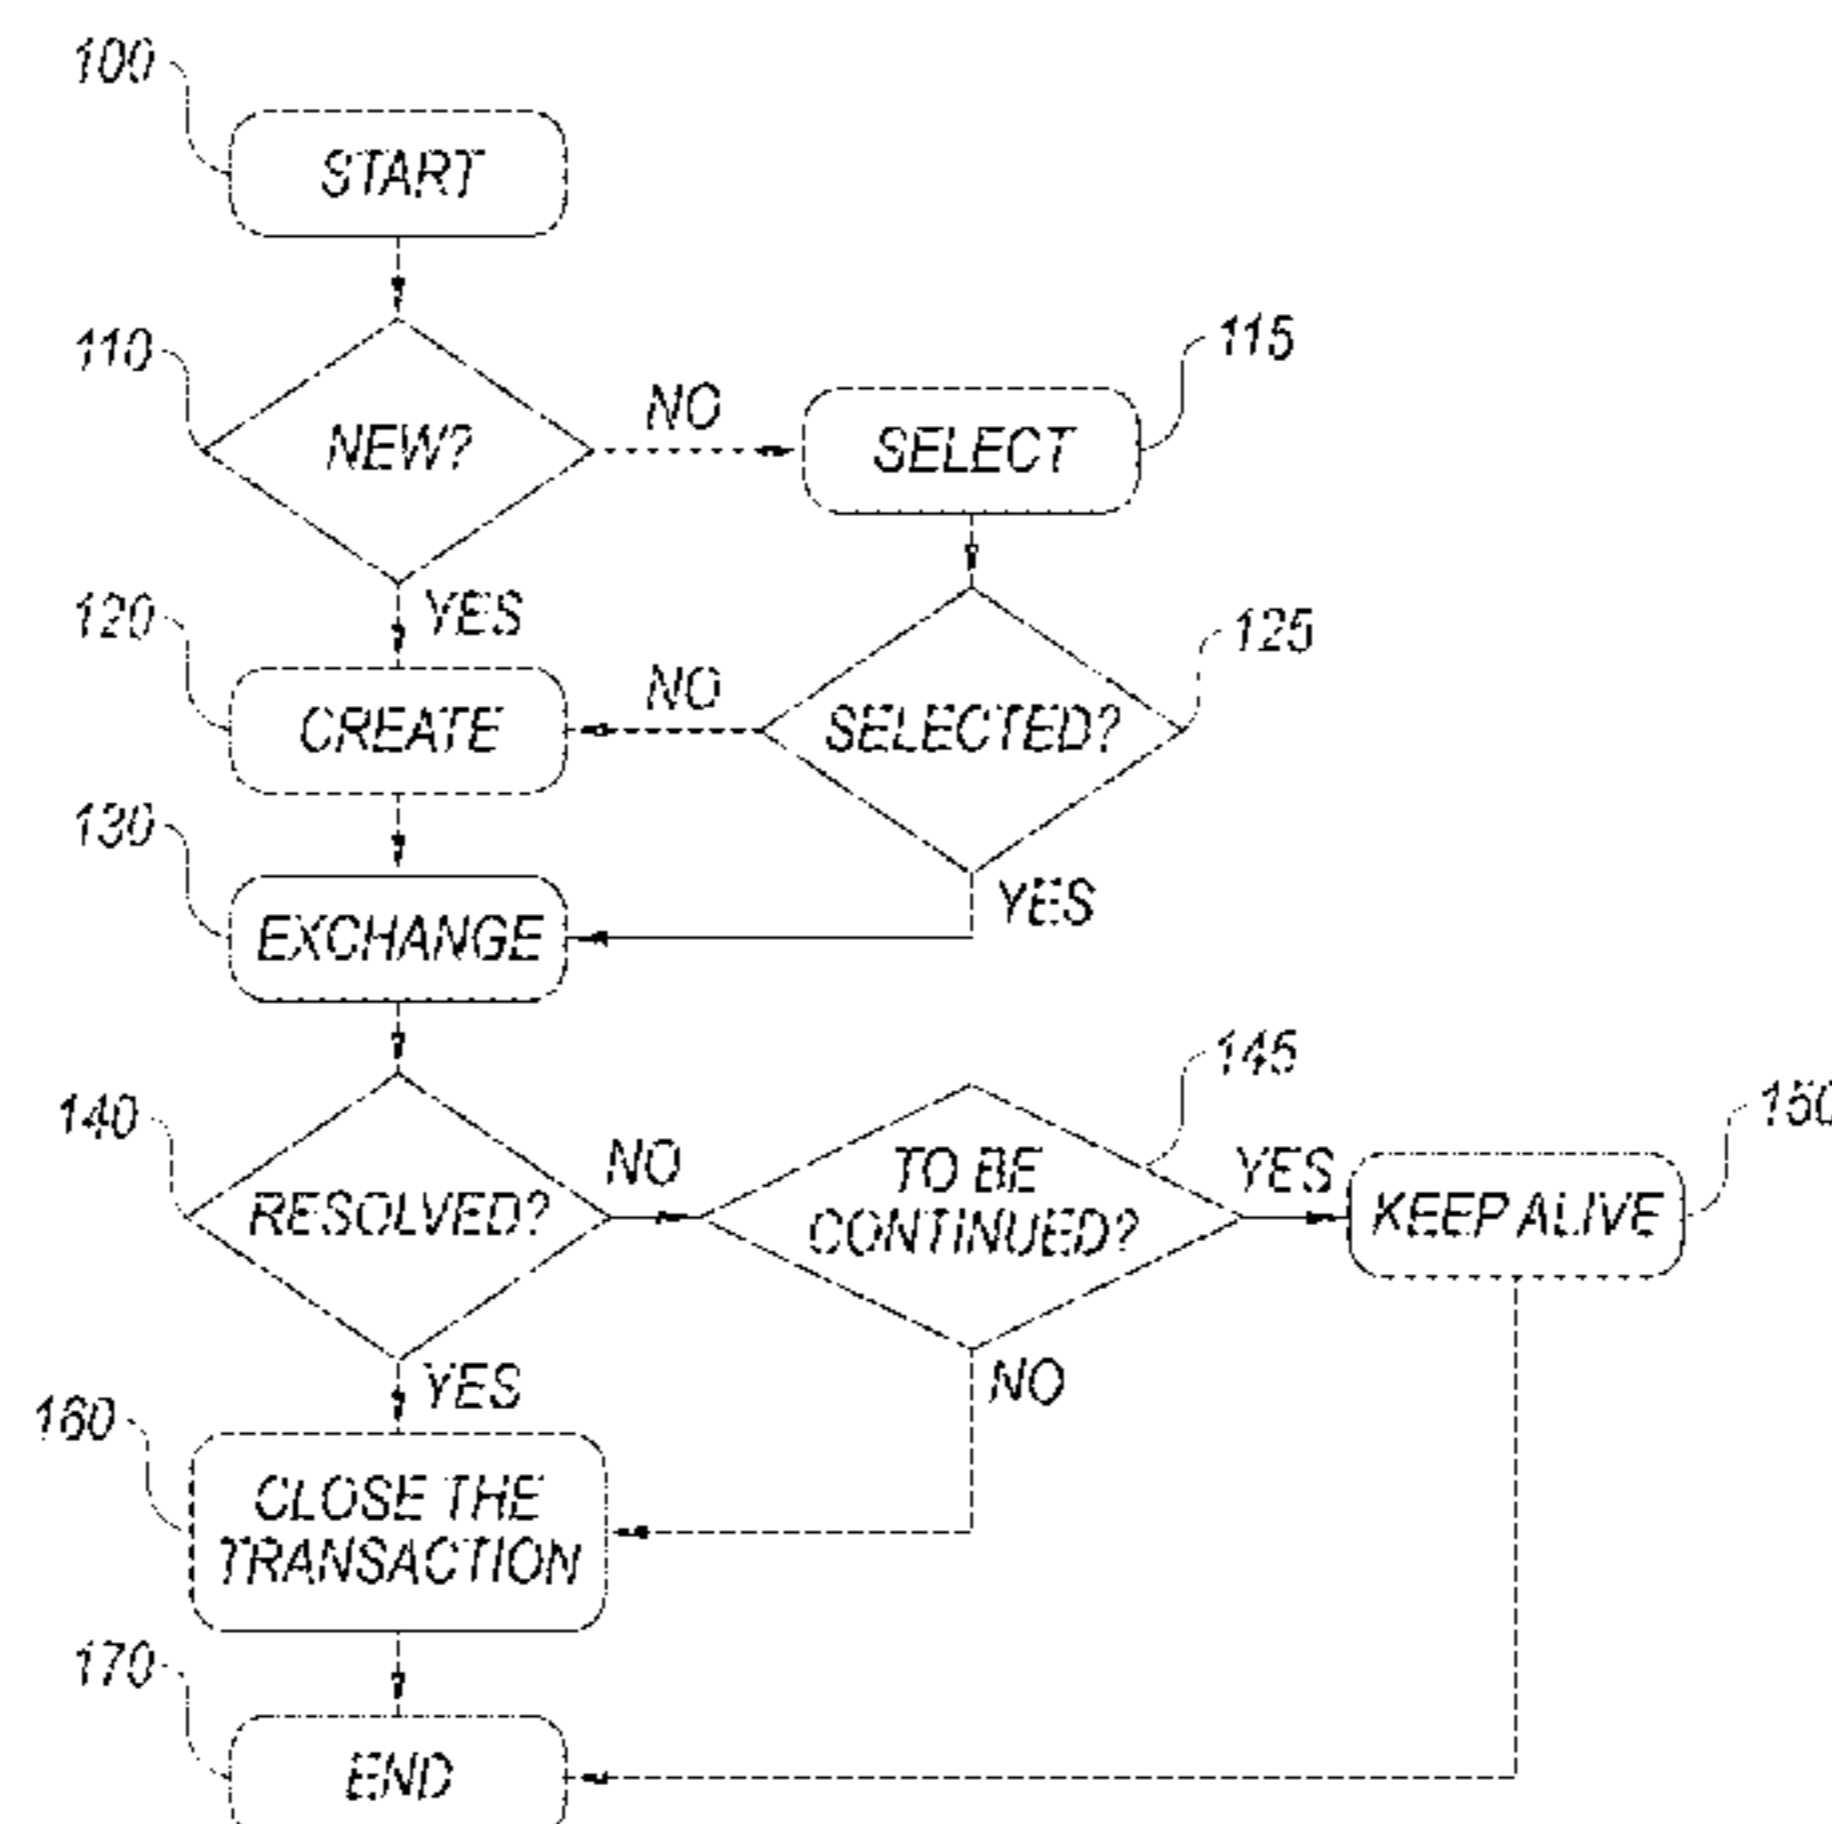 100
START
110
NEW?
NO
SELECT
115
YES
120
CREATE
NO
SELECTED?
125
130
EXCHANGE
YES
140
RESOLVED?
NO
TO BE
CONTINUED?
145
YES
KEEP ALIVE
150
YES
NO
160
CLOSE THE
TRANSACTION
170
END